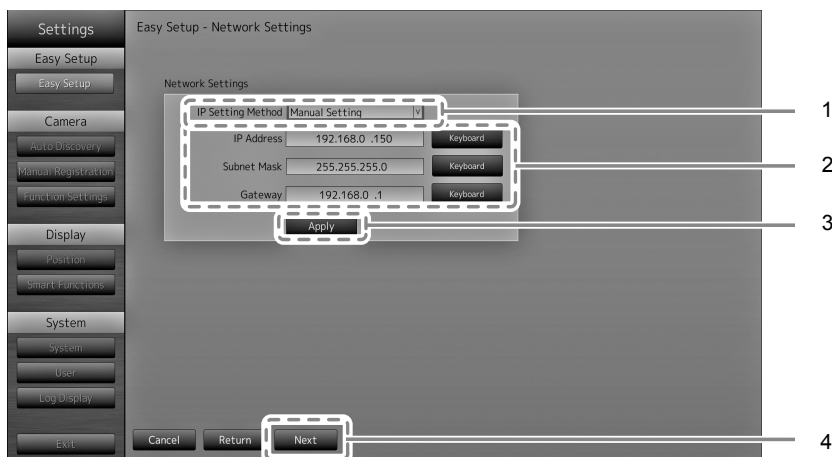 Settings
Easy Setup
Easy Setup
Camera
Auto Discovery
Manual Registration
Function Settings
Display
Position
Smart Functions
System
System
User
Log Display
Exit
Easy Setup - Network Settings
Network Settings
IP Setting Method Manual Setting
IP Address 192.168.0 .150 Keyboard
Subnet Mask 255.255.255.0 Keyboard
Gateway 192.168.0 .1 Keyboard
Apply
Cancel Return Next
1
2
3
4